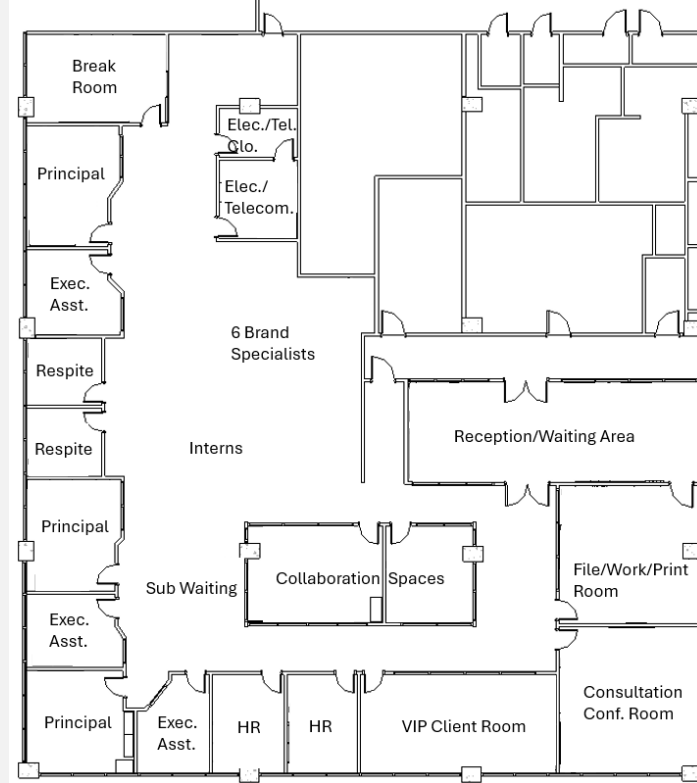 Break
Room
Elec./Tel.
Clo.
Principal
Elec./
Telecom.
Exec.
Asst.
6 Brand
Specialists
Respite
Reception/Waiting Area
Interns
Respite
Principal
File/Work/Print
Room
Collaboration Spaces
Sub Waiting
Exec.
Asst.
Consultation
Conf. Room
Principal
Exec.
Asst.
HR
HR
VIP Client Room